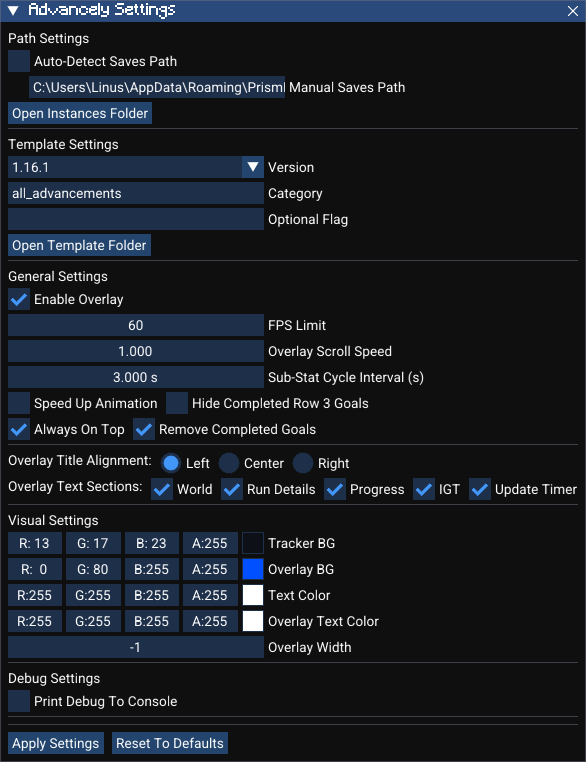 Advancely Settings
Path Settings
Auto-Detect Saves Path
C:\Users\Linus\AppData\Roaming\Prisml Manual Saves Path
Open Instances Folder
Template Settings
1.16.1 Version
all_advancements Category
Optional Flag
Open Template Folder
General Settings
Enable Overlay
60 FPS Limit
1.000 Overlay Scroll Speed
3.000 s Sub-Stat Cycle Interval (s)
Speed Up Animation Hide Completed Row 3 Goals
Always On Top Remove Completed Goals
Overlay Title Alignment: Left Center Right
Overlay Text Sections: World Run Details Progress IGT Update Timer
Visual Settings
R: 13 G: 17 B: 23 A:255 Tracker BG
R: 0 G: 80 B:255 A:255 Overlay BG
R:255 G:255 B:255 A:255 Text Color
R:255 G:255 B:255 A:255 Overlay Text Color
-1 Overlay Width
Debug Settings
Print Debug To Console
Apply Settings Reset To Defaults